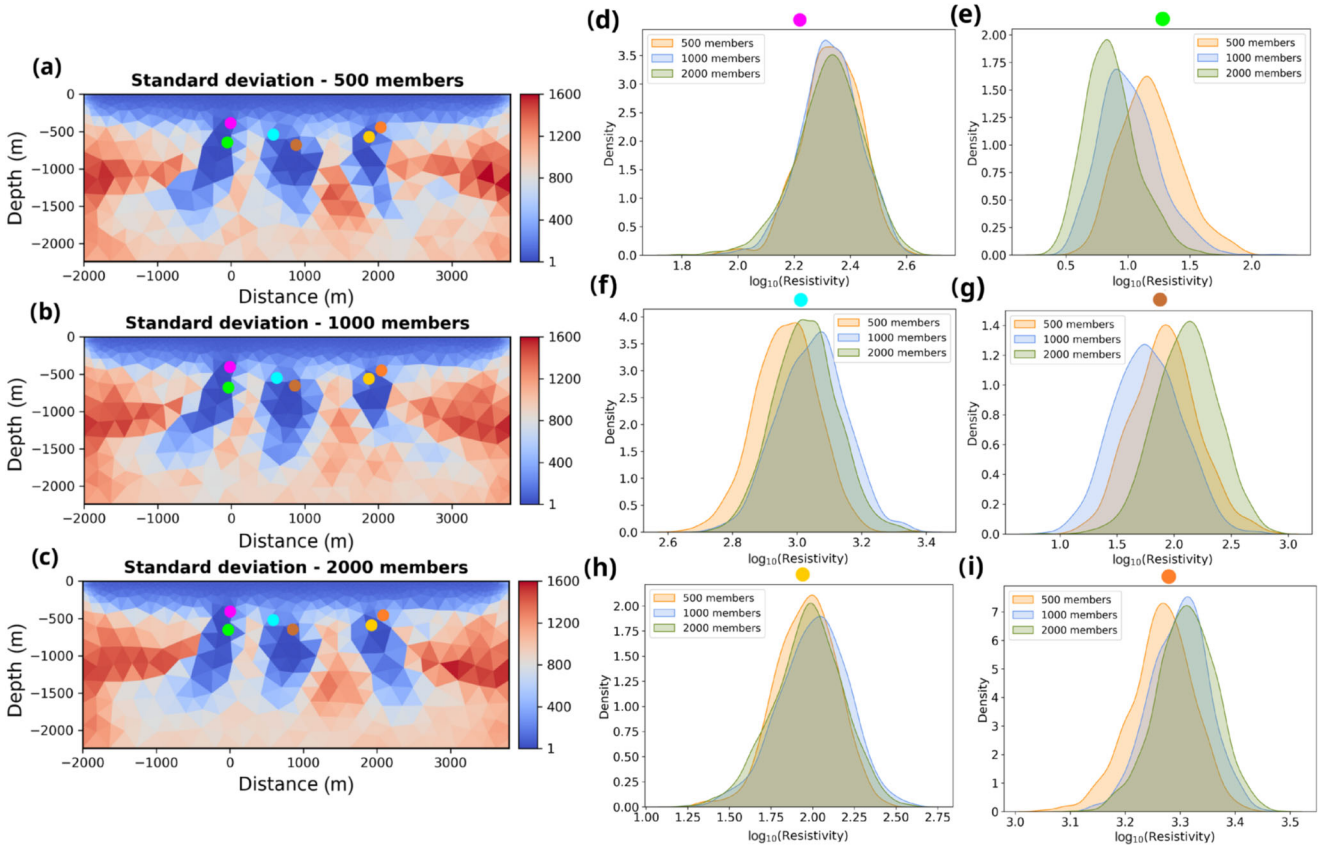 (a)
Standard deviation - 500 members
0
−500
−1000
−1500
−2000
Depth (m)
−2000 −1000 0 1000 2000 3000
Distance (m)
1600
1200
800
400
1
(b)
Standard deviation - 1000 members
0
−500
−1000
−1500
−2000
Depth (m)
−2000 −1000 0 1000 2000 3000
Distance (m)
1600
1200
800
400
1
(c)
Standard deviation - 2000 members
0
−500
−1000
−1500
−2000
Depth (m)
−2000 −1000 0 1000 2000 3000
Distance (m)
1600
1200
800
400
1
(d)
500 members
1000 members
2000 members
3.5
3.0
2.5
2.0
1.5
1.0
0.5
0.0
Density
1.8 2.0 2.2 2.4 2.6
log10(Resistivity)
(e)
500 members
1000 members
2000 members
2.00
1.75
1.50
1.25
1.00
0.75
0.50
0.25
0.00
Density
0.5 1.0 1.5 2.0
log10(Resistivity)
(f)
500 members
1000 members
2000 members
4.0
3.5
3.0
2.5
2.0
1.5
1.0
0.5
0.0
Density
2.6 2.8 3.0 3.2 3.4
log10(Resistivity)
(g)
500 members
1000 members
2000 members
1.4
1.2
1.0
0.8
0.6
0.4
0.2
0.0
Density
1.0 1.5 2.0 2.5 3.0
log10(Resistivity)
(h)
500 members
1000 members
2000 members
2.00
1.75
1.50
1.25
1.00
0.75
0.50
0.25
0.00
Density
1.00 1.25 1.50 1.75 2.00 2.25 2.50 2.75
log10(Resistivity)
(i)
500 members
1000 members
2000 members
7
6
5
4
3
2
1
0
Density
3.0 3.1 3.2 3.3 3.4 3.5
log10(Resistivity)